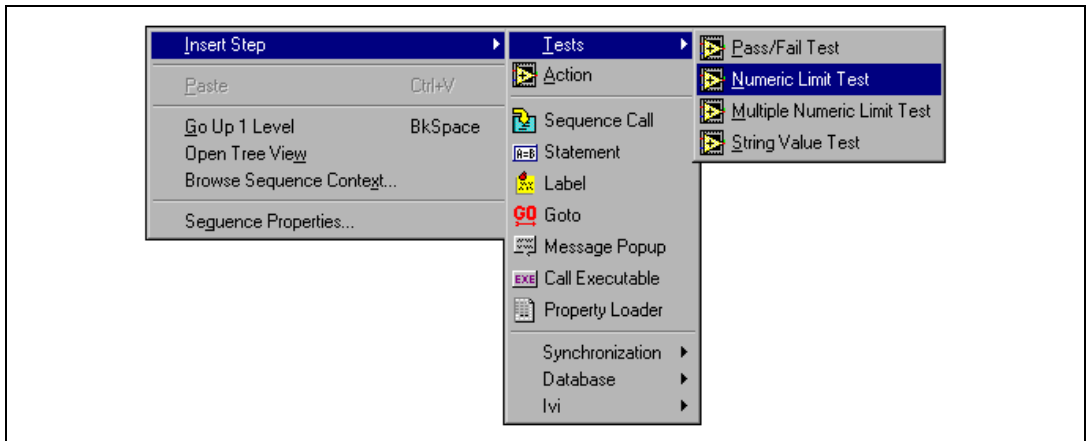 Insert Step
Paste Ctrl+V
Go Up 1 Level BkSpace
Open Tree View
Browse Sequence Context...
Sequence Properties...
Tests
Action
Sequence Call
A=B Statement
Label
GO Goto
Message Popup
EXE Call Executable
Property Loader
Synchronization
Database
Ivi
Pass/Fail Test
Numeric Limit Test
Multiple Numeric Limit Test
String Value Test